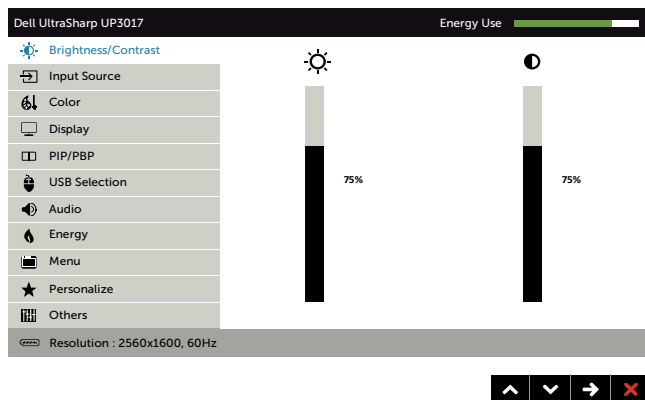 Dell UltraSharp UP3017 Energy Use
Brightness/Contrast
Input Source
Color
Display
PIP/PBP
USB Selection
Audio
Energy
Menu
Personalize
Others
75% 75%
Resolution : 2560x1600, 60Hz